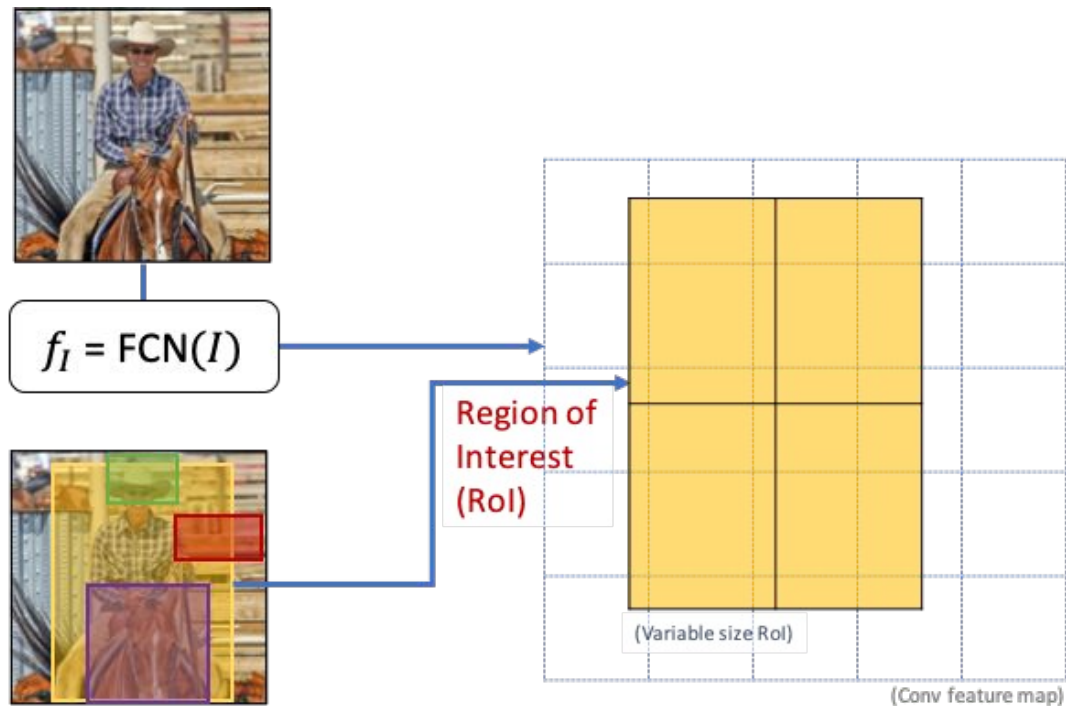 f_I = FCN(I)
Region of
Interest
(RoI)
(Variable size RoI)
(Conv feature map)